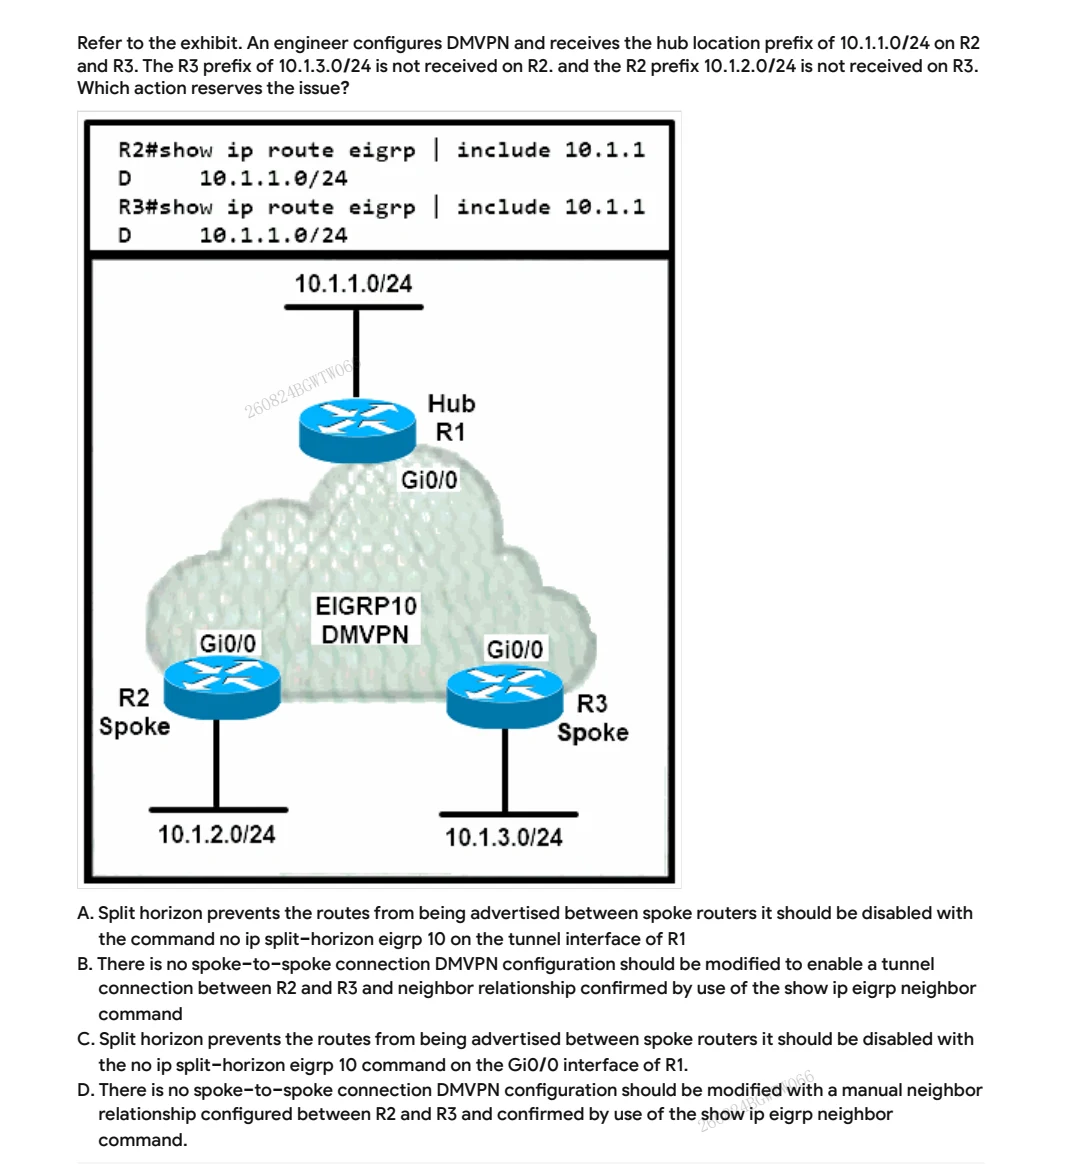 Refer to the exhibit. An engineer configures DMVPN and receives the hub location prefix of 10.1.1.0/24 on R2
and R3. The R3 prefix of 10.1.3.0/24 is not received on R2. and the R2 prefix 10.1.2.0/24 is not received on R3.
Which action reserves the issue?
R2#show ip route eigrp | include 10.1.1
D 10.1.1.0/24
R3#show ip route eigrp | include 10.1.1
D 10.1.1.0/24
10.1.1.0/24
260824BGWTW066
Hub
R1
Gi0/0
EIGRP10
DMVPN
Gi0/0
Gi0/0
R2
Spoke
R3
Spoke
10.1.2.0/24
10.1.3.0/24
A. Split horizon prevents the routes from being advertised between spoke routers it should be disabled with
the command no ip split-horizon eigrp 10 on the tunnel interface of R1
B. There is no spoke-to-spoke connection DMVPN configuration should be modified to enable a tunnel
connection between R2 and R3 and neighbor relationship confirmed by use of the show ip eigrp neighbor
command
C. Split horizon prevents the routes from being advertised between spoke routers it should be disabled with
the no ip split-horizon eigrp 10 command on the Gi0/0 interface of R1.
D. There is no spoke-to-spoke connection DMVPN configuration should be modified with a manual neighbor
relationship configured between R2 and R3 and confirmed by use of the show ip eigrp neighbor
command.